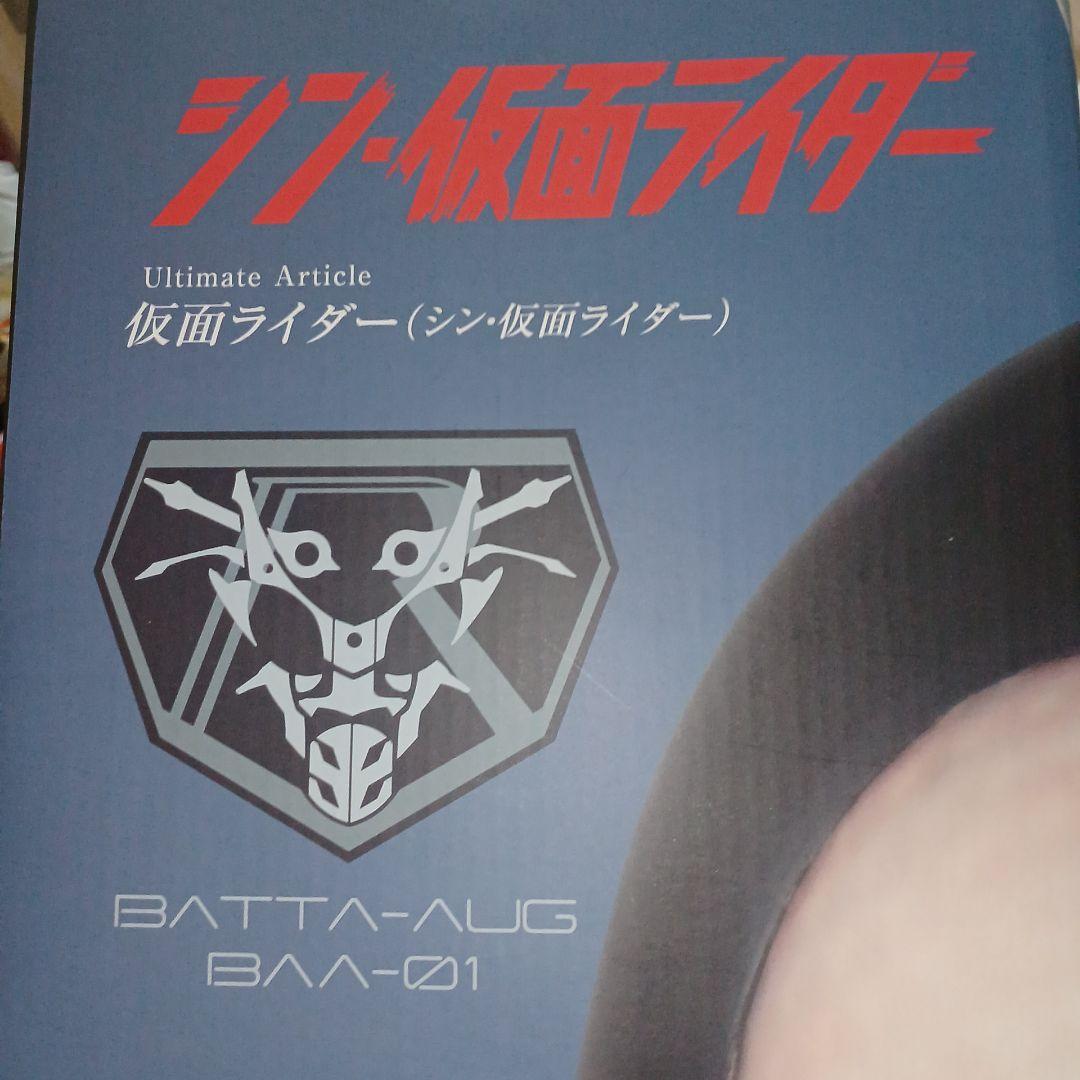 シン・仮面ライダー
Ultimate Article
仮面ライダー(シン・仮面ライダー)
BATTA-AUG
BAA-01